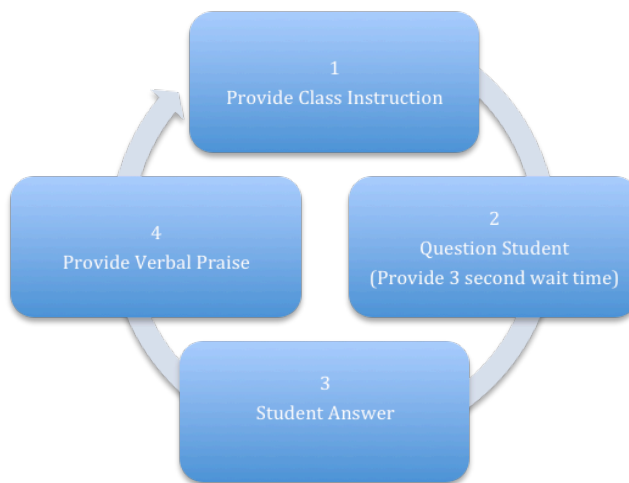 1
Provide Class Instruction
2
Question Student
(Provide 3 second wait time)
3
Student Answer
4
Provide Verbal Praise